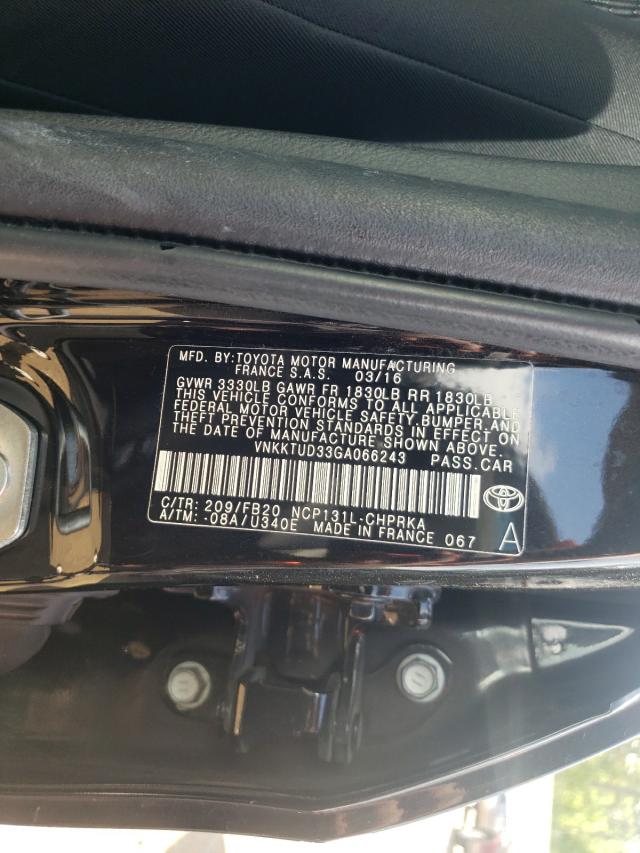 MFD. BY:TOYOTA MOTOR MANUFACTURING
FRANCE S.A.S. 03/16
GVWR 3330LB GAWR FR 1830LB RR 1830LB
THIS VEHICLE CONFORMS TO ALL APPLICABLE
FEDERAL MOTOR VEHICLE SAFETY,BUMPER,AND
THEFT PREVENTION STANDARDS IN EFFECT
ON THE DATE OF MANUFACTURE SHOWN ABOVE.
VNKKTUD33GA066243 PASS.CAR
C/TR: 209/FB20 NCP131L-CHPRKA
A/TM: -08A/U340E MADE IN FRANCE 067
A